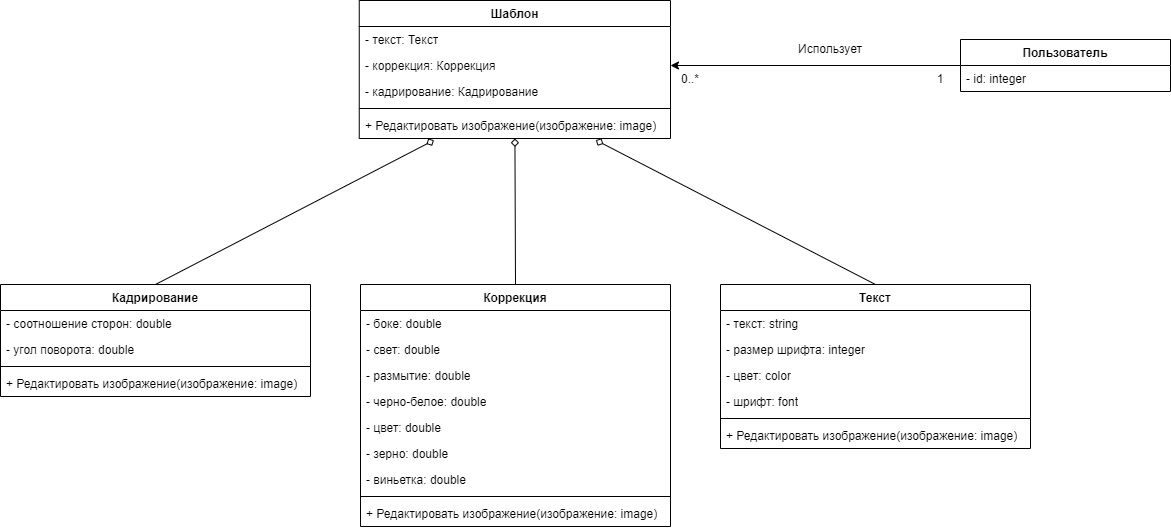 Шаблон
- текст: Текст
- коррекция: Коррекция
- кадрирование: Кадрирование
+ Редактировать изображение(изображение: image)
Использует
0..*
1
Пользователь
- id: integer
Кадрирование
- соотношение сторон: double
- угол поворота: double
+ Редактировать изображение(изображение: image)
Коррекция
- боке: double
- свет: double
- размытие: double
- черно-белое: double
- цвет: double
- зерно: double
- виньетка: double
+ Редактировать изображение(изображение: image)
Текст
- текст: string
- размер шрифта: integer
- цвет: color
- шрифт: font
+ Редактировать изображение(изображение: image)